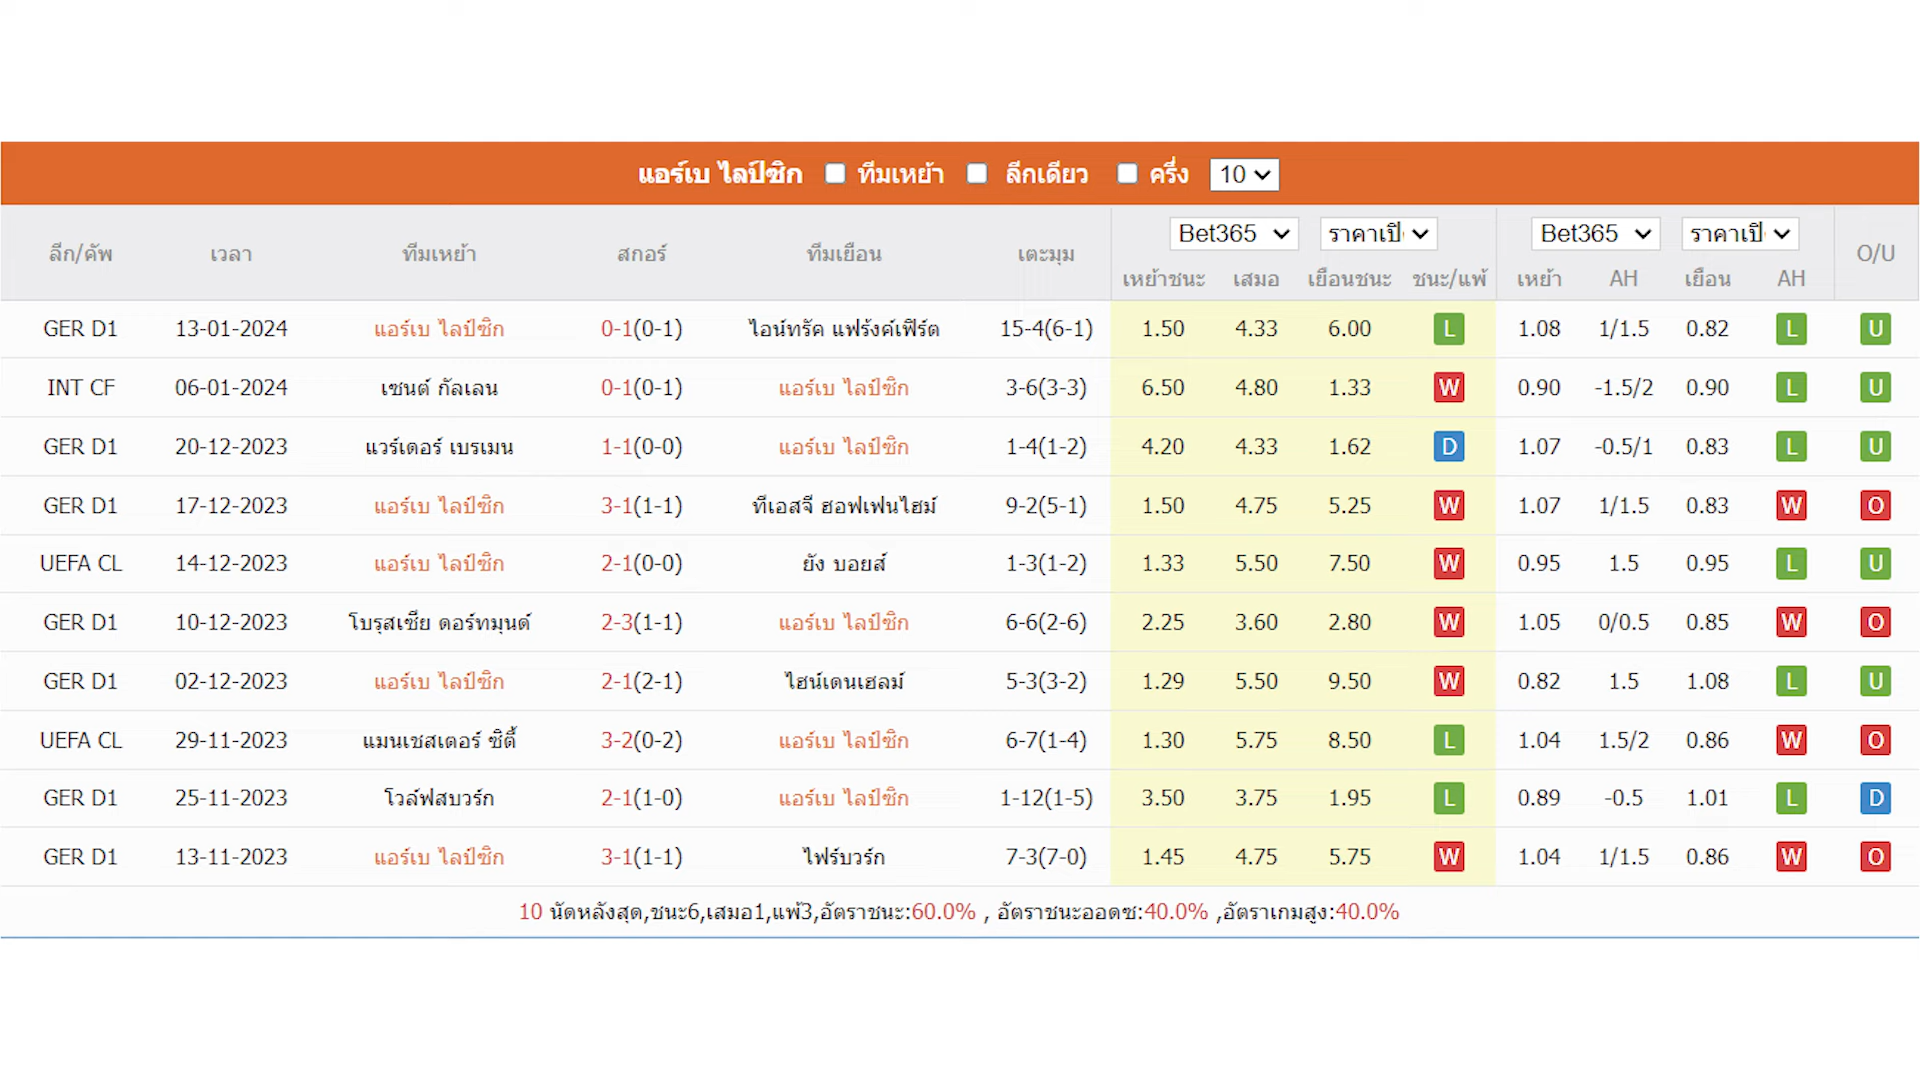 แอร์เบ ไลป์ซิก ทีมเหย้า ลีกเดียว ครึ่ง 10
Bet365 ราคาเปิ Bet365 ราคาเปิ
ลีก/คัพ เวลา ทีมเหย้า สกอร์ ทีมเยือน เตะมุม O/U
เหย้าชนะ เสมอ เยือนชนะ ชนะ/แพ้ เหย้า AH เยือน AH
GER D1 13-01-2024 แอร์เบ ไลป์ซิก 0-1(0-1) ไอน์ทรัค แฟร้งค์เฟิร์ต 15-4(6-1) 1.50 4.33 6.00 L 1.08 1/1.5 0.82 L U
INT CF 06-01-2024 เซนต์ กัลเลน 0-1(0-1) แอร์เบ ไลป์ซิก 3-6(3-3) 6.50 4.80 1.33 W 0.90 -1.5/2 0.90 L U
GER D1 20-12-2023 แวร์เดอร์ เบรเมน 1-1(0-0) แอร์เบ ไลป์ซิก 1-4(1-2) 4.20 4.33 1.62 D 1.07 -0.5/1 0.83 L U
GER D1 17-12-2023 แอร์เบ ไลป์ซิก 3-1(1-1) ทีเอสจี ฮอฟเฟนไฮม์ 9-2(5-1) 1.50 4.75 5.25 W 1.07 1/1.5 0.83 W O
UEFA CL 14-12-2023 แอร์เบ ไลป์ซิก 2-1(0-0) ยัง บอยส์ 1-3(1-2) 1.33 5.50 7.50 W 0.95 1.5 0.95 L U
GER D1 10-12-2023 โบรุสเซีย ดอร์ทมุนด์ 2-3(1-1) แอร์เบ ไลป์ซิก 6-6(2-6) 2.25 3.60 2.80 W 1.05 0/0.5 0.85 W O
GER D1 02-12-2023 แอร์เบ ไลป์ซิก 2-1(2-1) ไฮน์เดนเฮลม์ 5-3(3-2) 1.29 5.50 9.50 W 0.82 1.5 1.08 L U
UEFA CL 29-11-2023 แมนเชสเตอร์ ซิตี้ 3-2(0-2) แอร์เบ ไลป์ซิก 6-7(1-4) 1.30 5.75 8.50 L 1.04 1.5/2 0.86 W O
GER D1 25-11-2023 โวล์ฟสบวร์ก 2-1(1-0) แอร์เบ ไลป์ซิก 1-12(1-5) 3.50 3.75 1.95 L 0.89 -0.5 1.01 L D
GER D1 13-11-2023 แอร์เบ ไลป์ซิก 3-1(1-1) ไฟร์บวร์ก 7-3(7-0) 1.45 4.75 5.75 W 1.04 1/1.5 0.86 W O
10 นัดหลังสุด,ชนะ6,เสมอ1,แพ้3,อัตราชนะ:60.0% , อัตราชนะออดซ:40.0% ,อัตราเกมสูง:40.0%